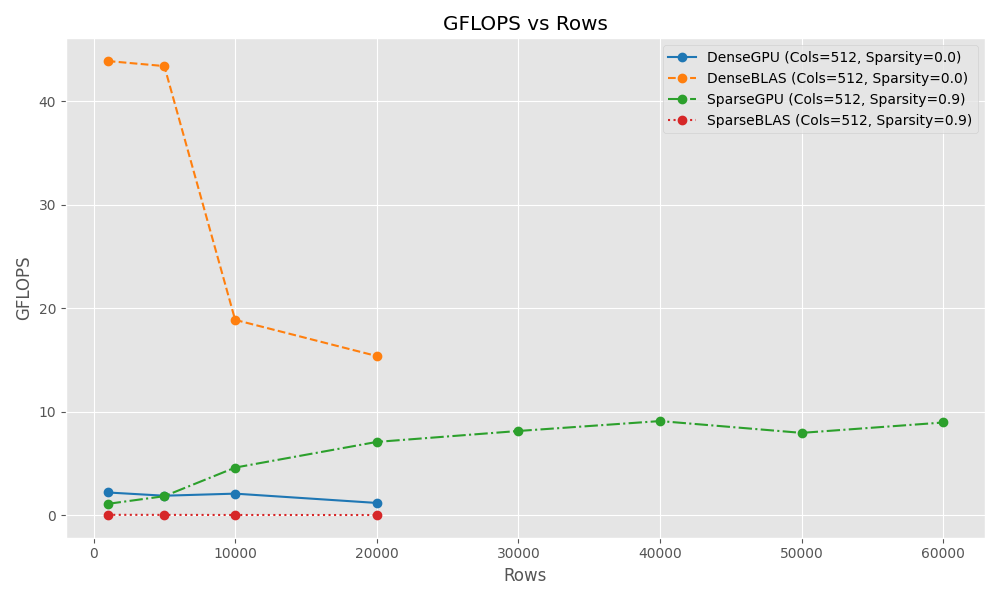 GFLOPS vs Rows
DenseGPU (Cols=512, Sparsity=0.0)
DenseBLAS (Cols=512, Sparsity=0.0)
SparseGPU (Cols=512, Sparsity=0.9)
SparseBLAS (Cols=512, Sparsity=0.9)
GFLOPS
40
30
20
10
0
0 10000 20000 30000 40000 50000 60000
Rows